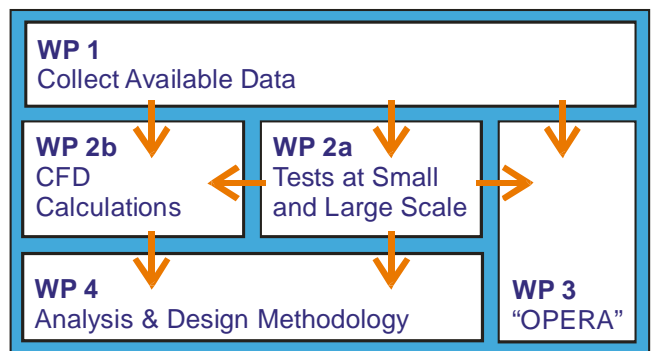 WP 1
Collect Available Data
WP 2b
CFD
Calculations
WP 2a
Tests at Small
and Large Scale
WP 4
Analysis & Design Methodology
WP 3
“OPERA”